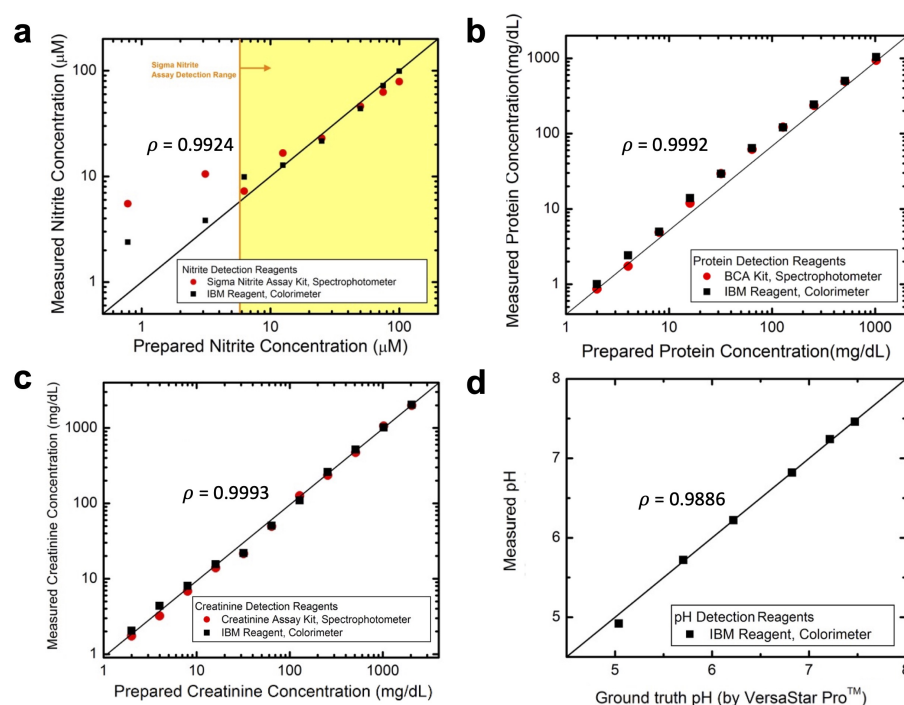 a
Measured Nitrite Concentration (μM)
100
10
1
Sigma Nitrite
Assay Detection Range
ρ = 0.9924
Nitrite Detection Reagents
Sigma Nitrite Assay Kit, Spectrophotometer
IBM Reagent, Colorimeter
1
10
100
Prepared Nitrite Concentration (μM)
b
Measured Protein Concentration(mg/dL)
1000
100
10
1
ρ = 0.9992
Protein Detection Reagents
BCA Kit, Spectrophotometer
IBM Reagent, Colorimeter
1
10
100
1000
Prepared Protein Concentration(mg/dL)
c
Measured Creatinine Concentration (mg/dL)
1000
100
10
1
ρ = 0.9993
Creatinine Detection Reagents
Creatinine Assay Kit, Spectrophotometer
IBM Reagent, Colorimeter
1
10
100
1000
Prepared Creatinine Concentration (mg/dL)
d
Measured pH
8
7
6
5
ρ = 0.9886
pH Detection Reagents
IBM Reagent, Colorimeter
5
6
7
8
Ground truth pH (by VersaStar Pro™)